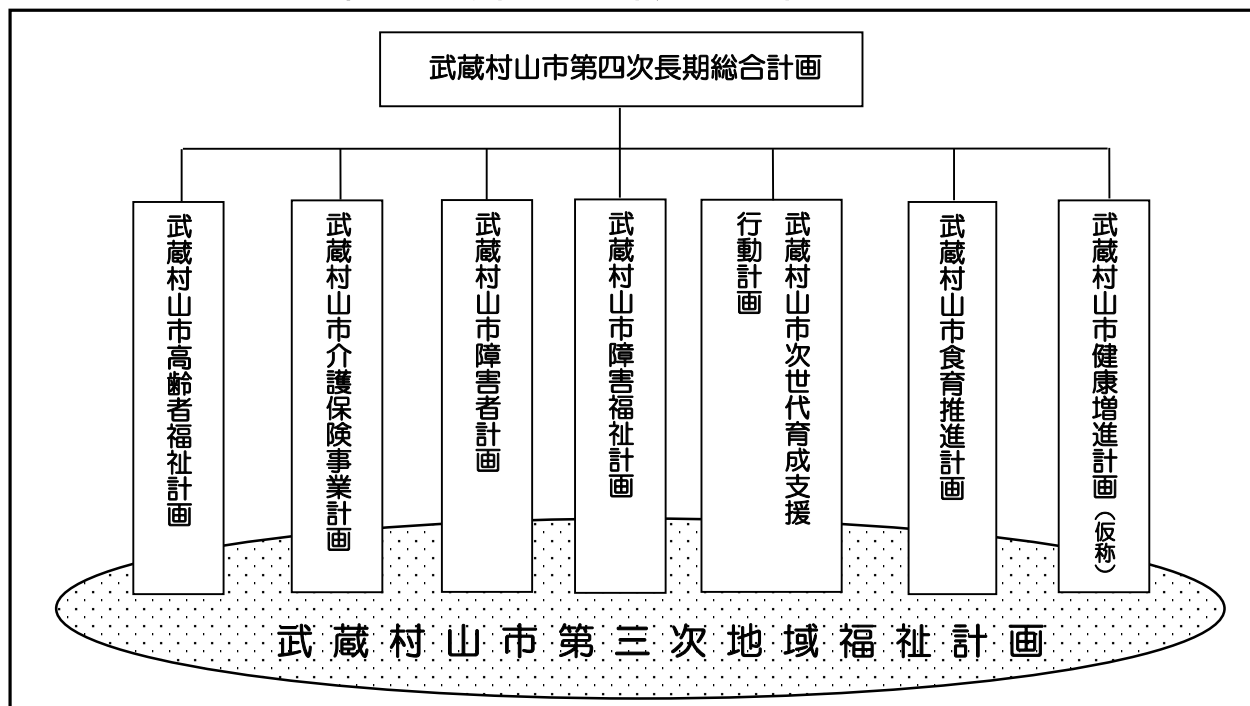 武蔵村山市第四次長期総合計画
武蔵村山市高齢者福祉計画
武蔵村山市介護保険事業計画
武蔵村山市障害者計画
武蔵村山市障害福祉計画
武蔵村山市次世代育成支援
行動計画
武蔵村山市食育推進計画
武蔵村山市健康増進計画（仮称）
武蔵村山市第三次地域福祉計画